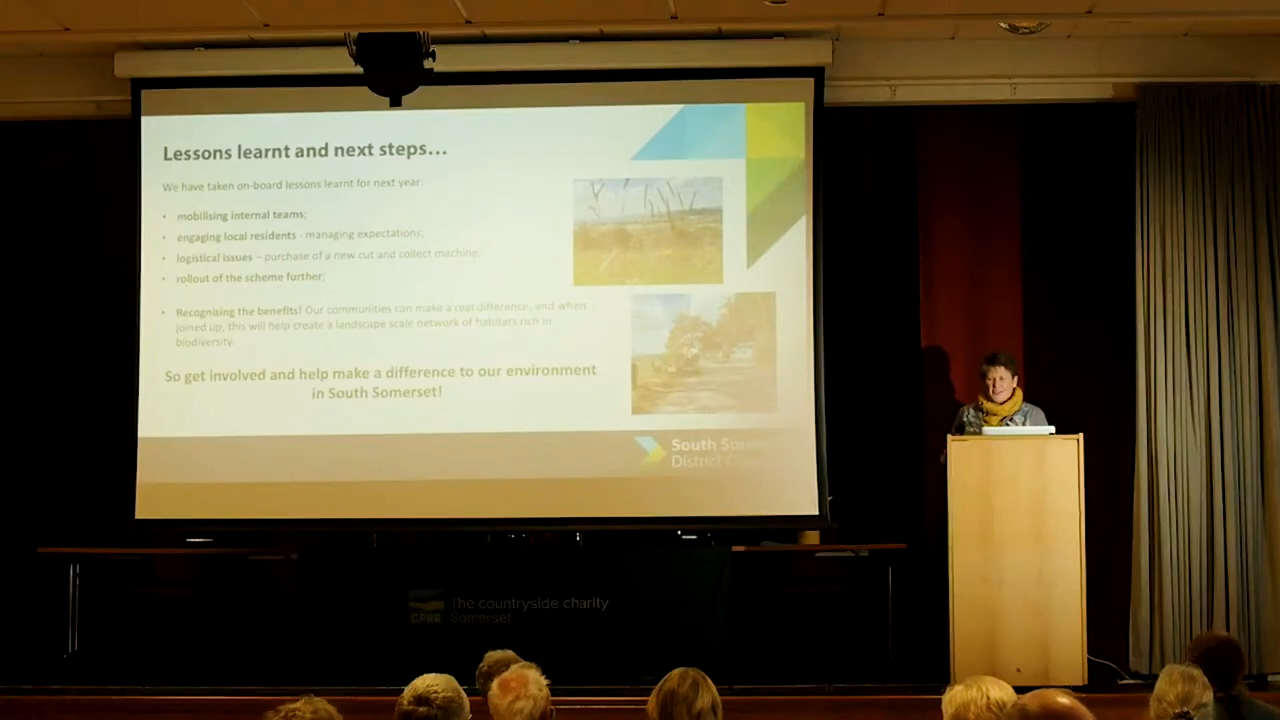 Lessons learnt and next steps...
We have taken on-board lessons learnt for next year:
• mobilising internal teams;
• engaging local residents - managing expectations;
• logistical issues – purchase of a new cut and collect machine;
• rollout of the scheme further;
• Recognising the benefits! Our communities can make a real difference, and when
joined up, this will help create a landscape scale network of habitats rich in
biodiversity.
So get involved and help make a difference to our environment
in South Somerset!
South
District
CPRE
The countryside charity
Somerset